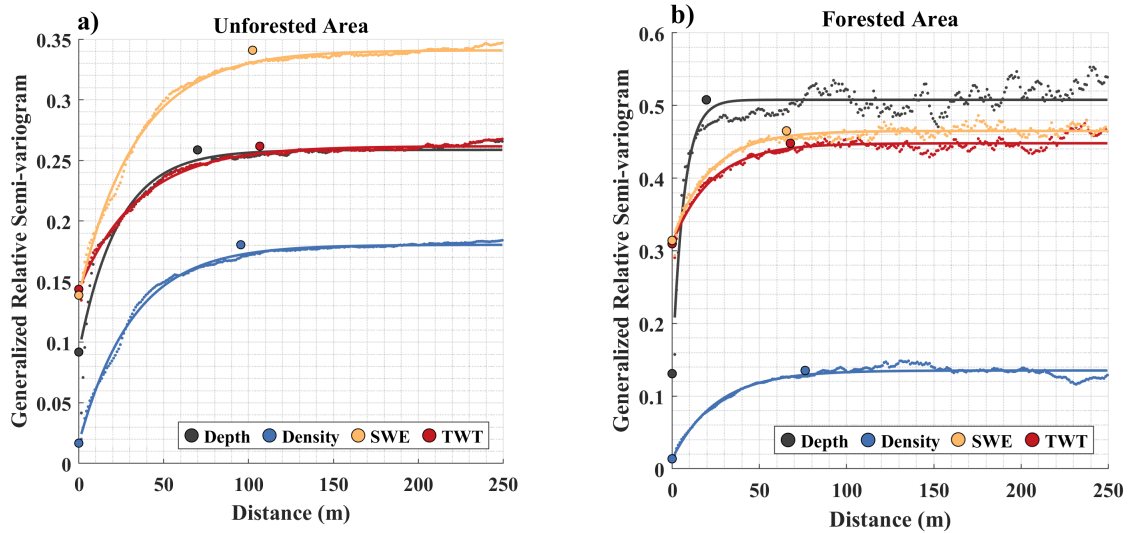 a)
Unforested Area
Generalized Relative Semi-variogram
0.35
0.3
0.25
0.2
0.15
0.1
0.05
0
0 50 100 150 200 250
Distance (m)
Depth Density SWE TWT
b)
Forested Area
Generalized Relative Semi-variogram
0.6
0.5
0.4
0.3
0.2
0.1
0
0 50 100 150 200 250
Distance (m)
Depth Density SWE TWT